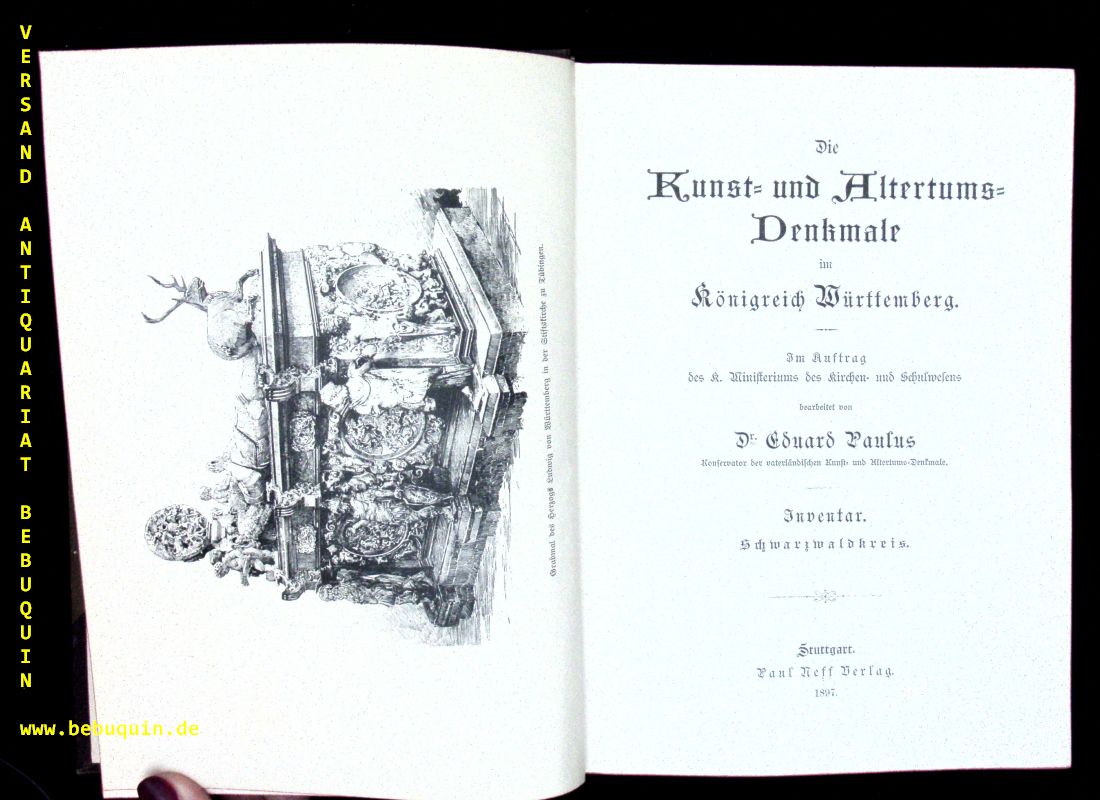 VERSAND ANTIQUARIAT BEBUQUIN
www.bebuquin.de
Grabmal des Herzogs Ludwig von Württemberg in der Stiftskirche zu Tübingen.
Die
Kunst- und Altertums-
Denkmale
im
Königreich Württemberg.
Im Auftrag
des K. Ministeriums des Kirchen- und Schulwesens
bearbeitet von
Dr. Eduard Paulus
Konservator der vaterländischen Kunst- und Altertums-Denkmale.
Inventar.
Schwarzwaldkreis.
Stuttgart.
Paul Neff Verlag.
1897.